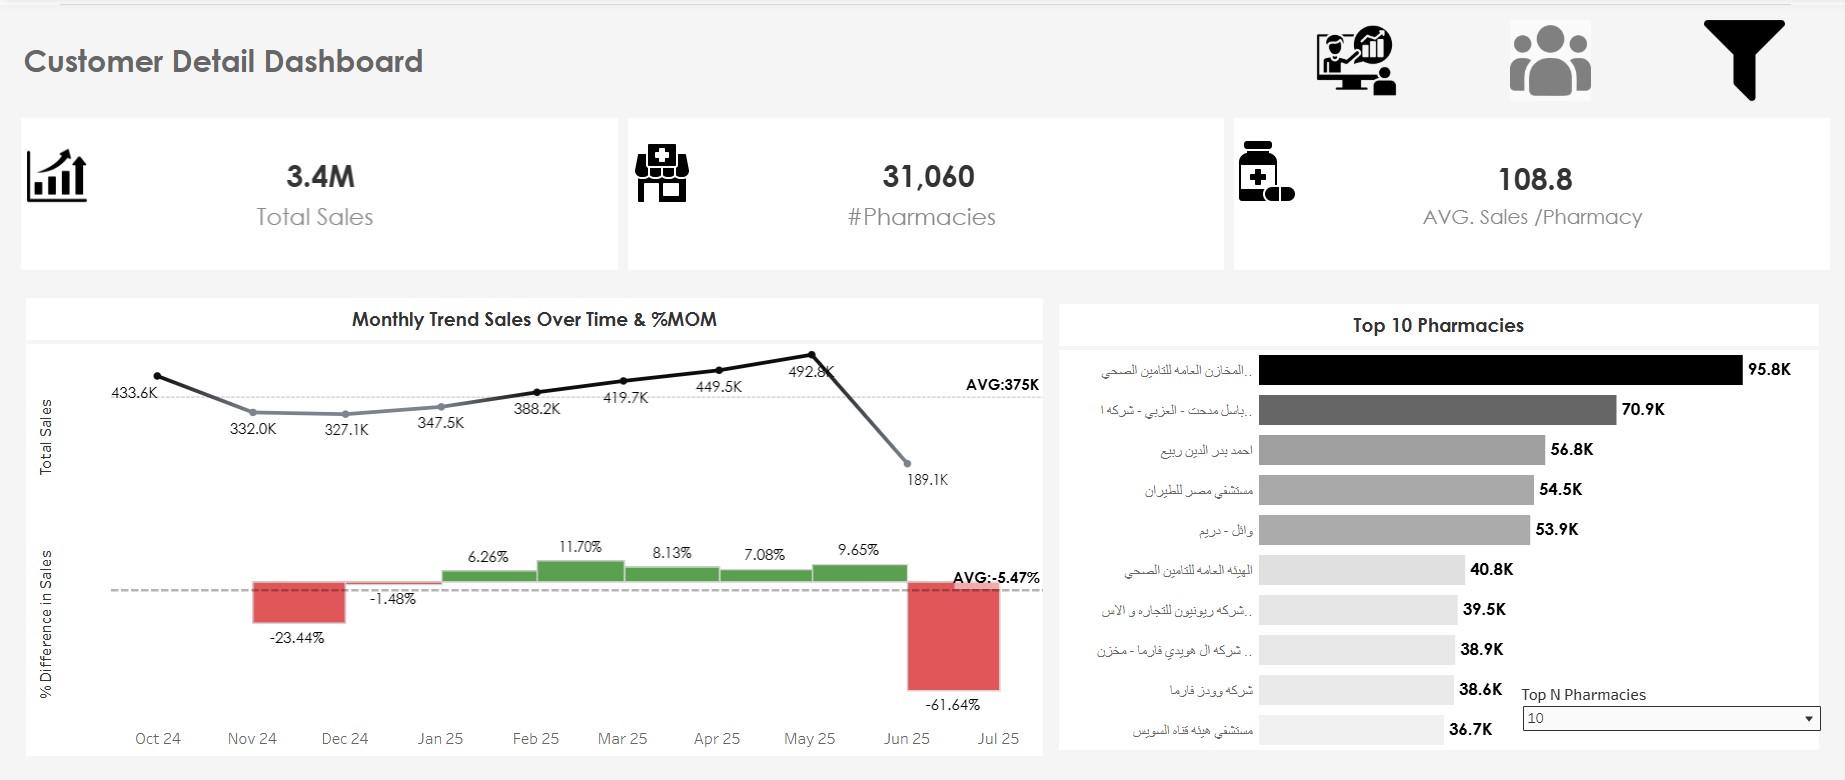 Customer Detail Dashboard
3.4M
Total Sales
31,060
#Pharmacies
108.8
AVG. Sales /Pharmacy
Monthly Trend Sales Over Time & %MOM
Total Sales
433.6K
332.0K
327.1K
347.5K
388.2K
419.7K
449.5K
492.8K
189.1K
AVG:375K
% Difference in Sales
-23.44%
-1.48%
6.26%
11.70%
8.13%
7.08%
9.65%
-61.64%
AVG:-5.47%
Oct 24
Nov 24
Dec 24
Jan 25
Feb 25
Mar 25
Apr 25
May 25
Jun 25
Jul 25
Top 10 Pharmacies
المخازن العامه للتامين الصحي.. 95.8K
باسل مدحت - العزبي - شركه ا.. 70.9K
احمد بدر الدين ربيع 56.8K
مستشفي مصر للطيران 54.5K
وائل - دريم 53.9K
الهيئه العامه للتامين الصحي 40.8K
شركه ريونيون للتجاره و الاس.. 39.5K
شركه ال هويدي فارما - مخزن .. 38.9K
شركه وودز فارما 38.6K
مستشفي هيئه قناه السويس 36.7K
Top N Pharmacies
10